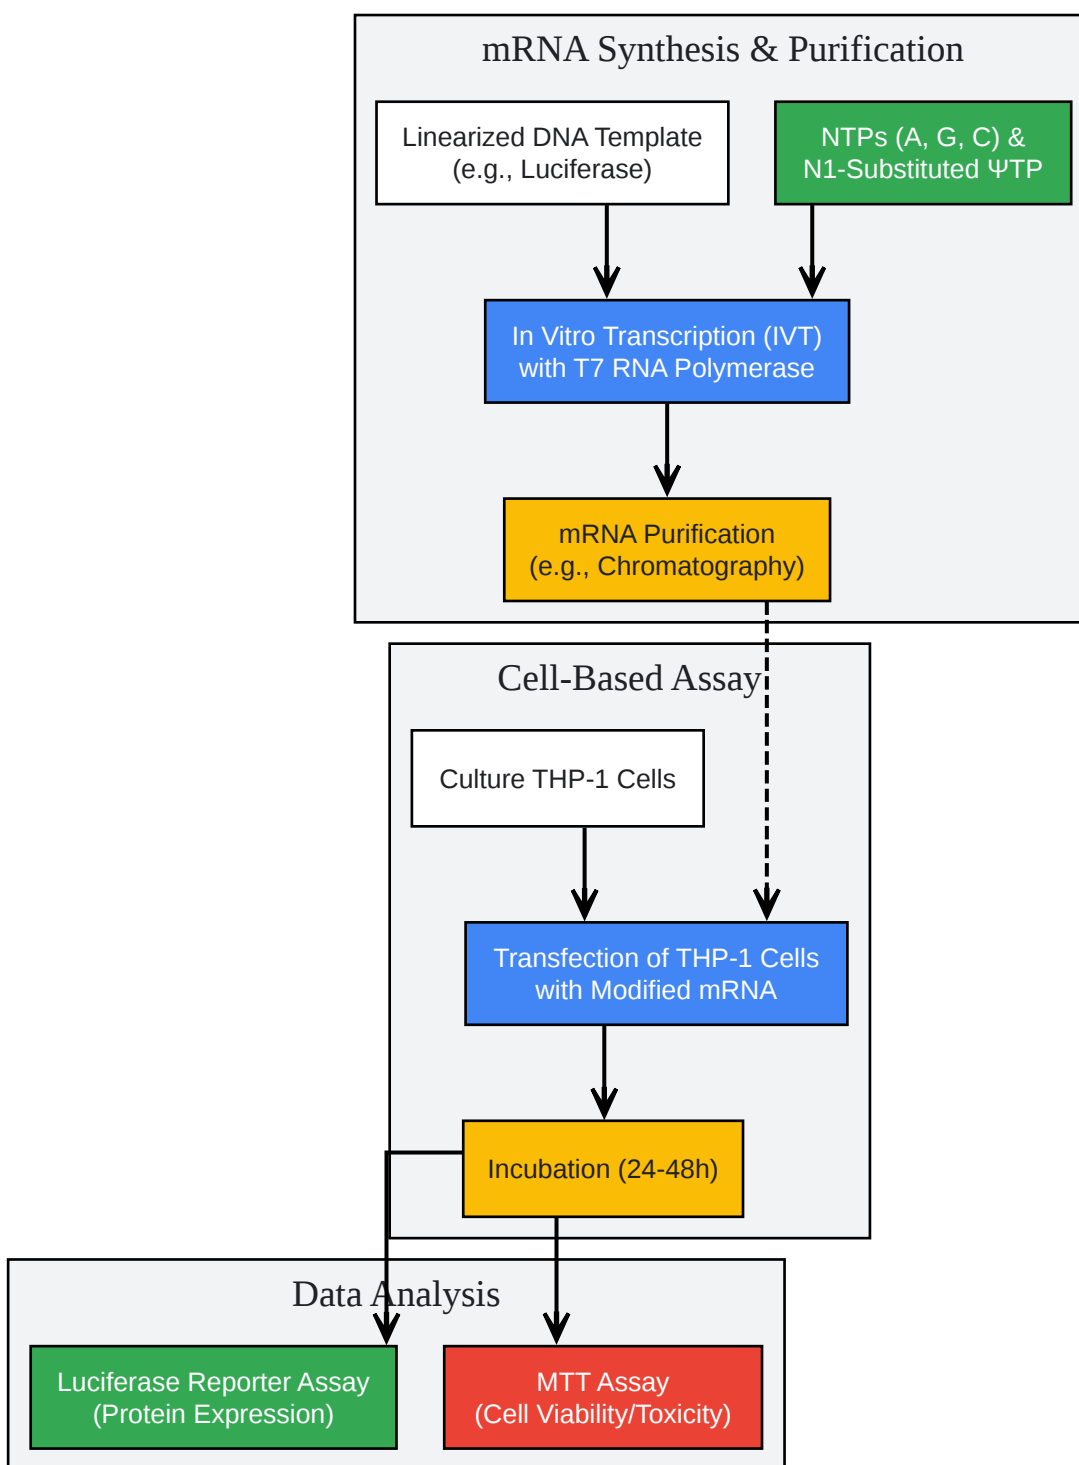 mRNA Synthesis & Purification
Linearized DNA Template
(e.g., Luciferase)
NTPs (A, G, C) &
N1-Substituted ΨTP
In Vitro Transcription (IVT)
with T7 RNA Polymerase
mRNA Purification
(e.g., Chromatography)
Cell-Based Assay
Culture THP-1 Cells
Transfection of THP-1 Cells
with Modified mRNA
Incubation (24-48h)
Data Analysis
Luciferase Reporter Assay
(Protein Expression)
MTT Assay
(Cell Viability/Toxicity)